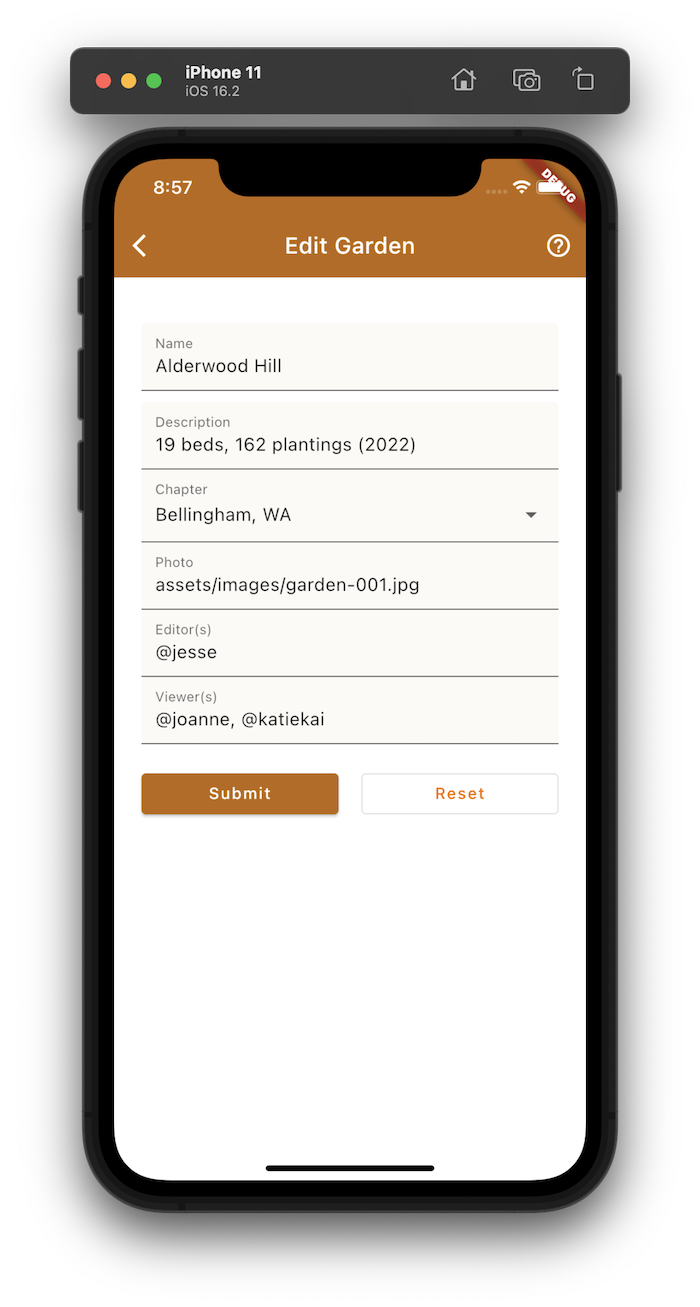 iPhone 11
iOS 16.2
8:57
DEBUG
Edit Garden
Name
Alderwood Hill
Description
19 beds, 162 plantings (2022)
Chapter
Bellingham, WA
Photo
assets/images/garden-001.jpg
Editor(s)
@jesse
Viewer(s)
@joanne, @katiekai
Submit
Reset